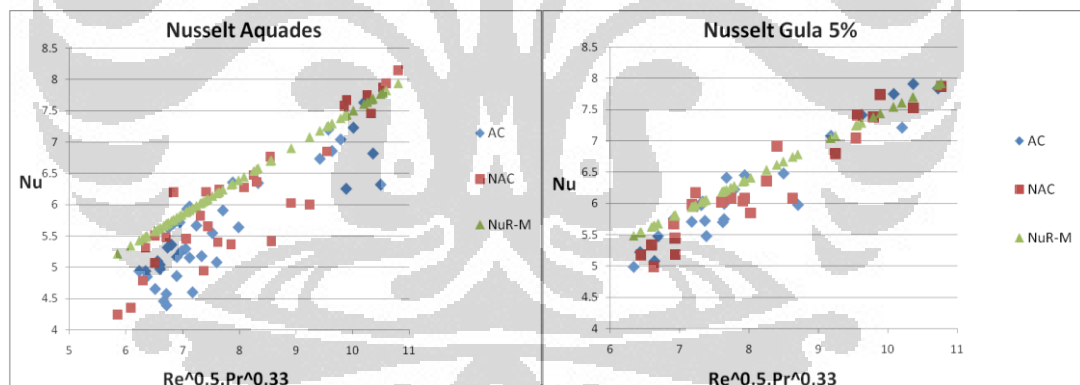 Nusselt Aquades
8.5
8
7.5
7
6.5
6
5.5
5
4.5
4
Nu
5 6 7 8 9 10 11
Re^0.5.Pr^0.33
AC
NAC
NuR-M
Nusselt Gula 5%
8.5
8
7.5
7
6.5
6
5.5
5
4.5
4
Nu
6 7 8 9 10 11
Re^0.5.Pr^0.33
AC
NAC
NuR-M